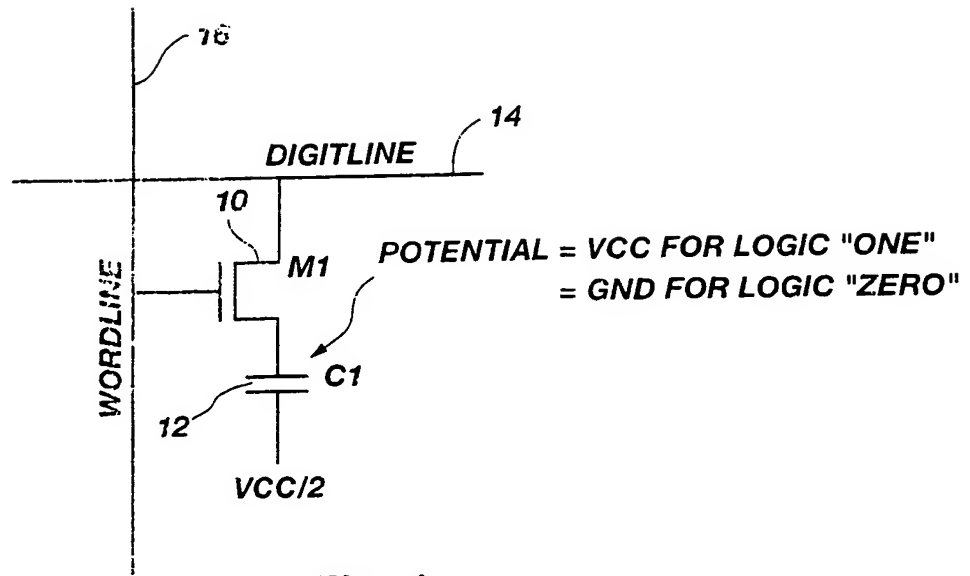 16
14
DIGITLINE
10
M1
POTENTIAL = VCC FOR LOGIC "ONE"
= GND FOR LOGIC "ZERO"
WORDLINE
C1
12
VCC/2